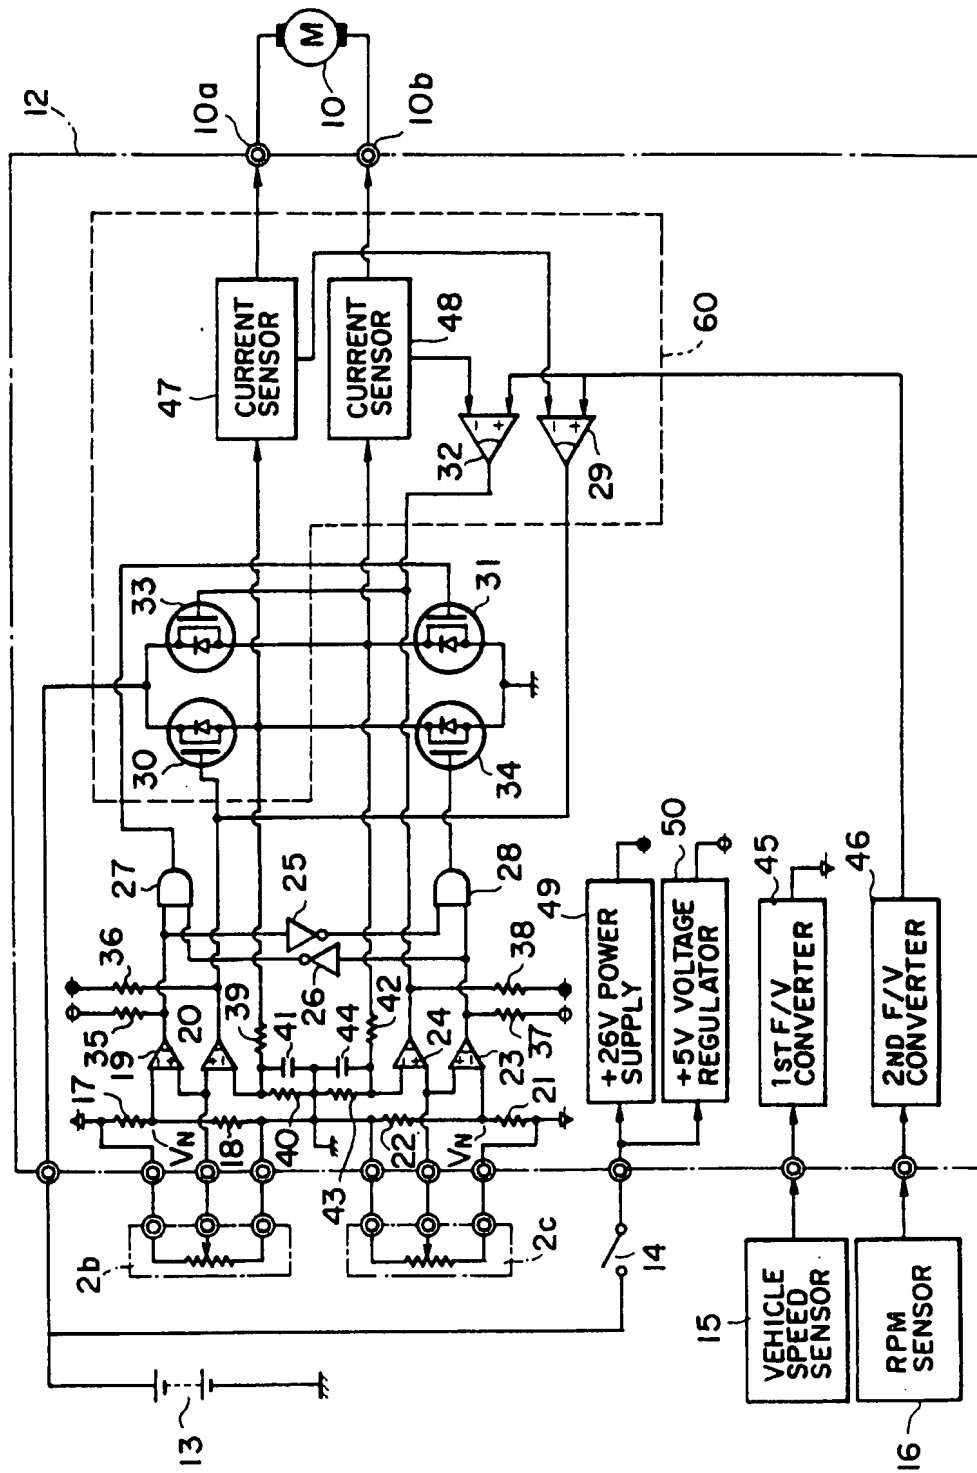 12
2b
17
36
27
19
35
30
33
47
10a
13
V_N
20
18
39
25
CURRENT
SENSOR
M
40
41
26
10
43
44
CURRENT
SENSOR
42
22
24
48
10b
V_N
32
31
23
28
34
2c
21
37
38
29
14
49
+26V POWER
SUPPLY
50
+5V VOLTAGE
REGULATOR
60
15
VEHICLE
SPEED
SENSOR
45
1ST F/V
CONVERTER
46
16
RPM
SENSOR
2ND F/V
CONVERTER